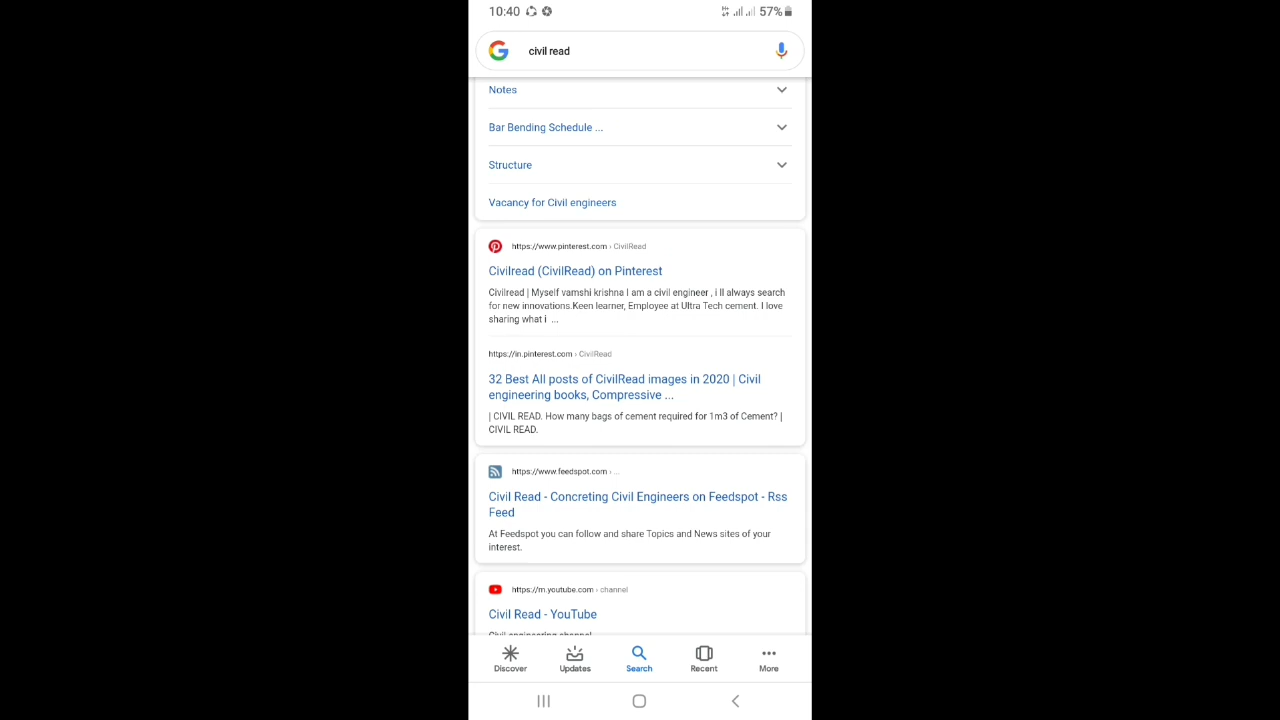 10:40 57%
civil read
Notes
Bar Bending Schedule ...
Structure
Vacancy for Civil engineers
https://www.pinterest.com › CivilRead
Civilread (CivilRead) on Pinterest
Civilread | Myself vamshi krishna I am a civil engineer , i ll always search
for new innovations.Keen learner, Employee at Ultra Tech cement. I love
sharing what i ...
https://in.pinterest.com › CivilRead
32 Best All posts of CivilRead images in 2020 | Civil
engineering books, Compressive ...
| CIVIL READ. How many bags of cement required for 1m3 of Cement? |
CIVIL READ.
https://www.feedspot.com › ...
Civil Read - Concreting Civil Engineers on Feedspot - Rss
Feed
At Feedspot you can follow and share Topics and News sites of your
interest.
https://m.youtube.com › channel
Civil Read - YouTube
Civil engineering channel
Discover Updates Search Recent More